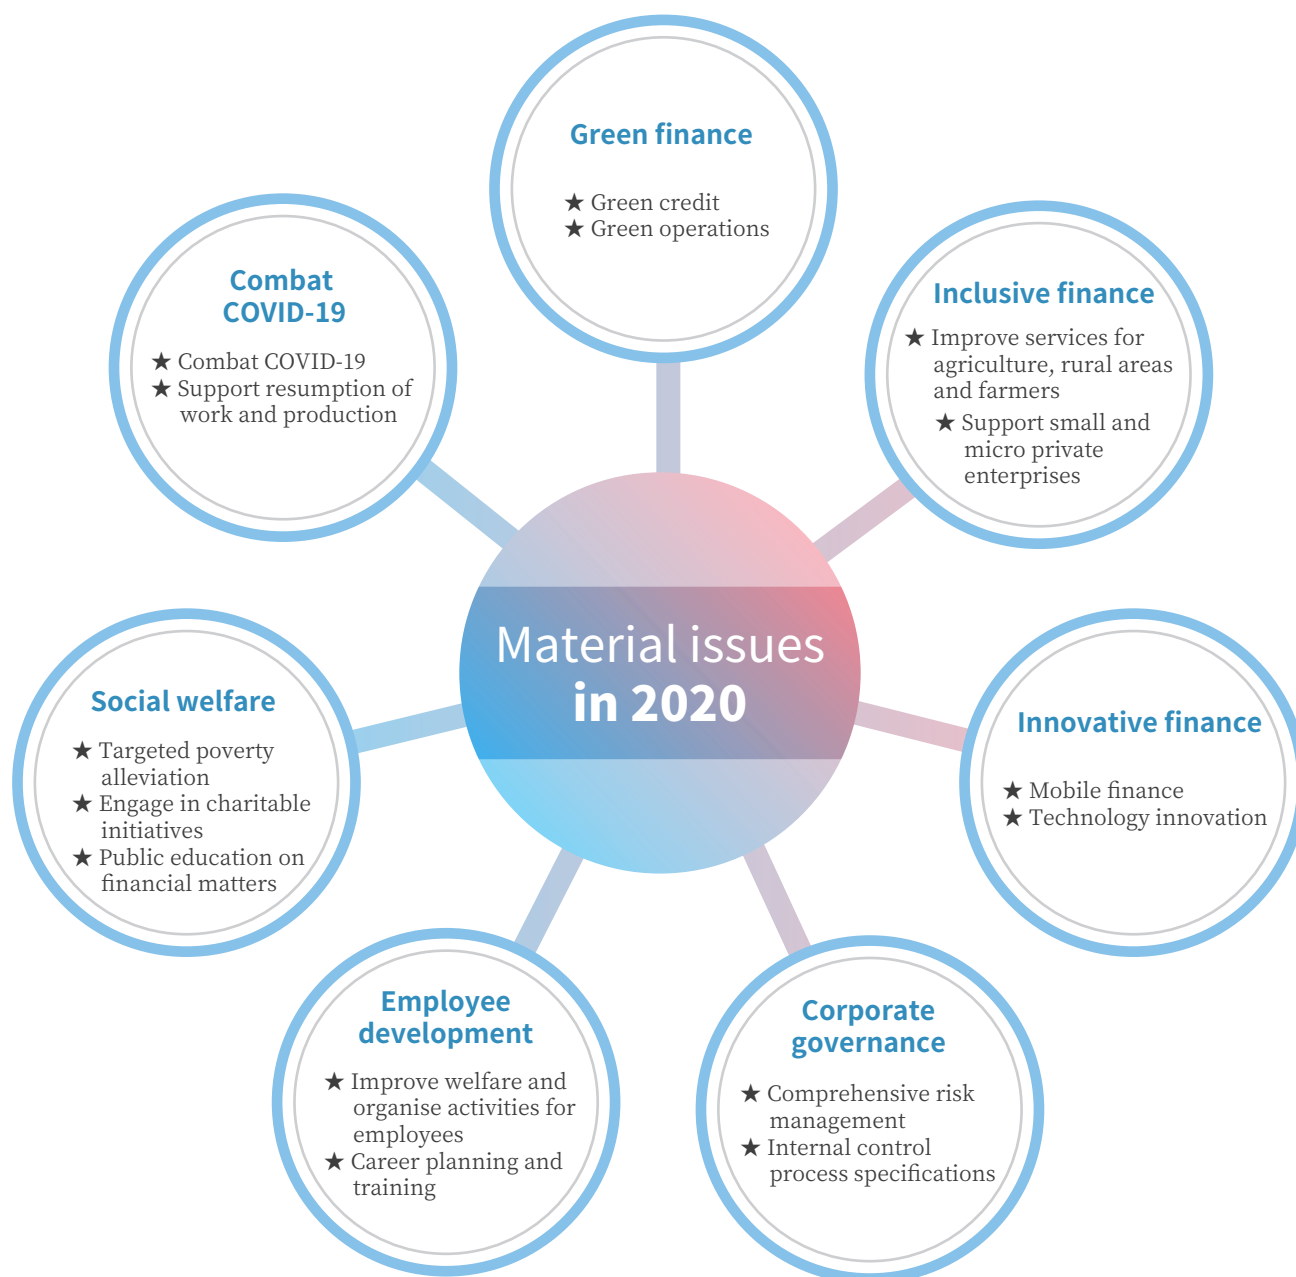 Green finance
★ Green credit
★ Green operations
Combat
COVID-19
★ Combat COVID-19
★ Support resumption of
work and production
Inclusive finance
★ Improve services for
agriculture, rural areas
and farmers
★ Support small and
micro private
enterprises
Material issues
in 2020
Social welfare
★ Targeted poverty
alleviation
★ Engage in charitable
initiatives
★ Public education on
financial matters
Innovative finance
★ Mobile finance
★ Technology innovation
Employee
development
★ Improve welfare and
organise activities for
employees
★ Career planning and
training
Corporate
governance
★ Comprehensive risk
management
★ Internal control
process specifications